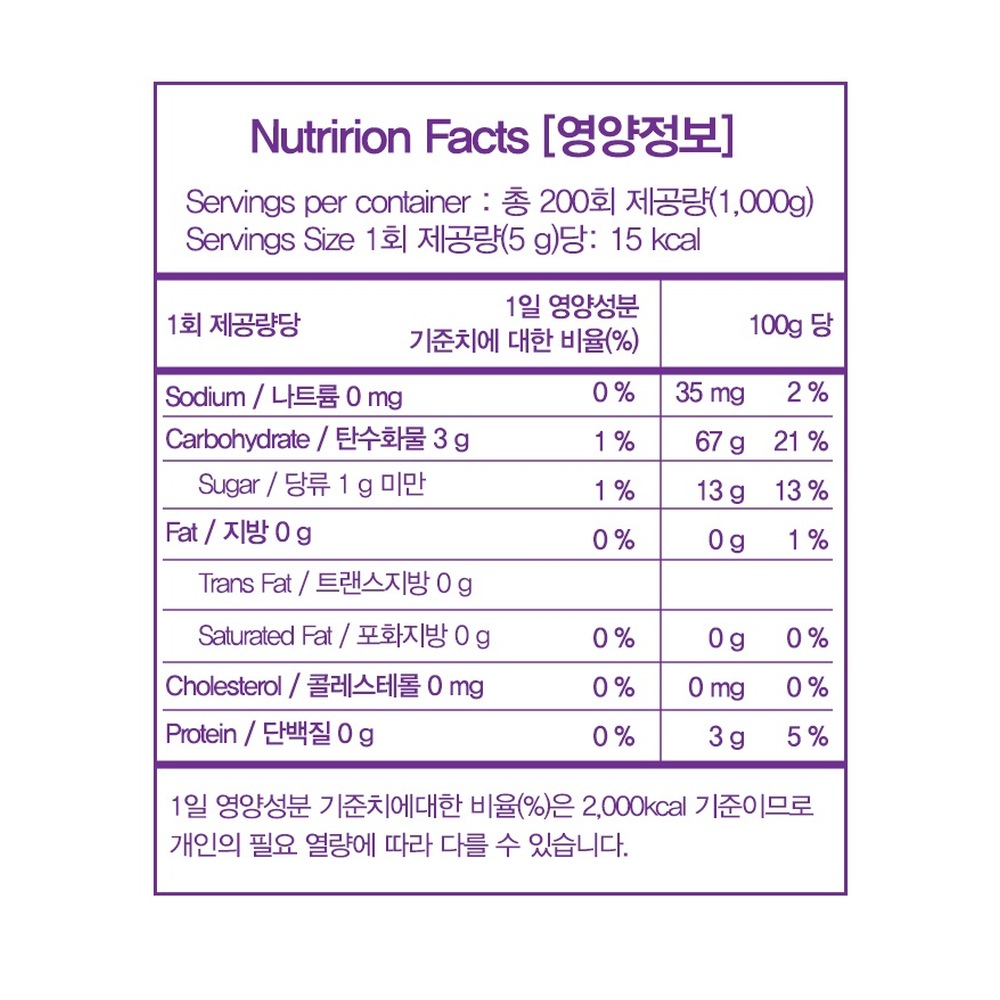 Nutririon Facts [영양정보]
Servings per container : 총 200회 제공량(1,000g)
Servings Size 1회 제공량(5 g)당: 15 kcal
1회 제공량당 1일 영양성분 기준치에 대한 비율(%) 100g 당
Sodium / 나트륨 0 mg 0 % 35 mg 2 %
Carbohydrate / 탄수화물 3 g 1 % 67 g 21 %
Sugar / 당류 1 g 미만 1 % 13 g 13 %
Fat / 지방 0 g 0 % 0 g 1 %
Trans Fat / 트랜스지방 0 g
Saturated Fat / 포화지방 0 g 0 % 0 g 0 %
Cholesterol / 콜레스테롤 0 mg 0 % 0 mg 0 %
Protein / 단백질 0 g 0 % 3 g 5 %
1일 영양성분 기준치에대한 비율(%)은 2,000kcal 기준이므로
개인의 필요 열량에 따라 다를 수 있습니다.